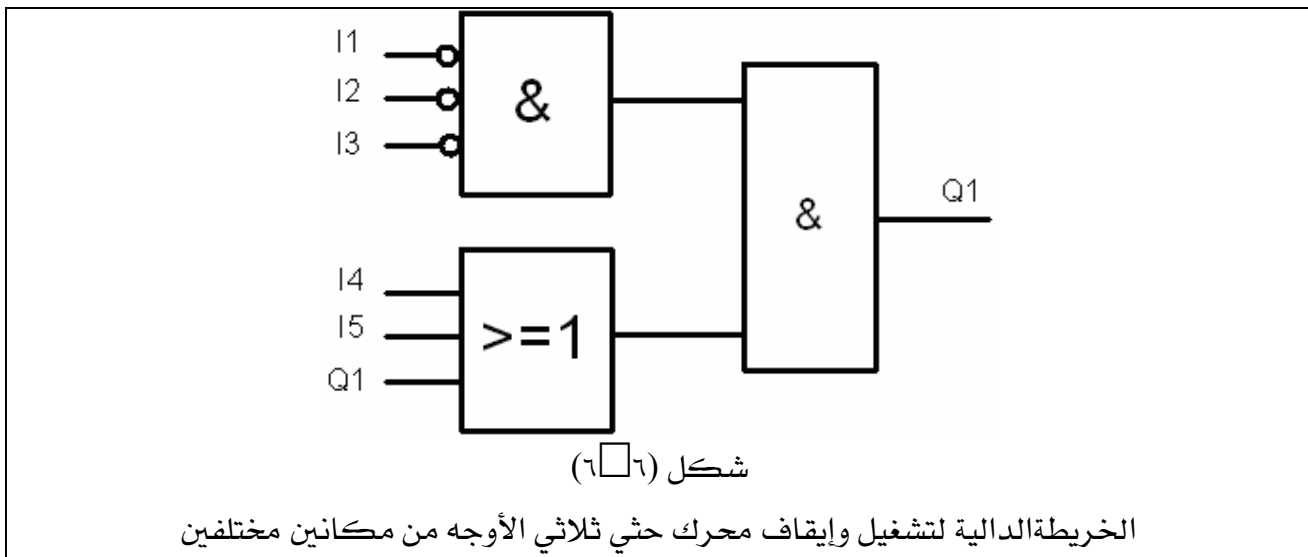 I1
I2
I3
&
&
Q1
I4
I5
Q1
>=1
شكل (٦□٦)
الخريطةالدالية لتشغيل وإيقاف محرك حثي ثلاثي الأوجه من مكانين مختلفين